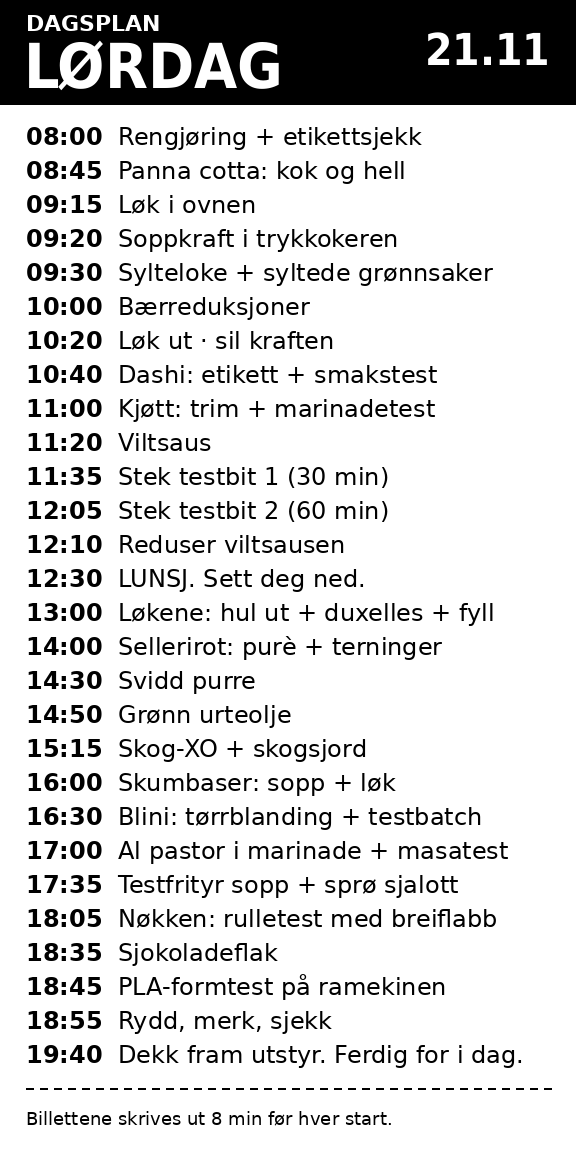 DAGSPLAN
LØRDAG
21.11
08:00 Rengjøring + etikettsjekk
08:45 Panna cotta: kok og hell
09:15 Løk i ovnen
09:20 Soppkraft i trykkokeren
09:30 Sylteloke + syltede grønnsaker
10:00 Bærreduksjoner
10:20 Løk ut · sil kraften
10:40 Dashi: etikett + smakstest
11:00 Kjøtt: trim + marinadetest
11:20 Viltsaus
11:35 Stek testbit 1 (30 min)
12:05 Stek testbit 2 (60 min)
12:10 Reduser viltsausen
12:30 LUNSJ. Sett deg ned.
13:00 Løkene: hul ut + duxelles + fyll
14:00 Sellerirot: purè + terninger
14:30 Svidd purre
14:50 Grønn urteolje
15:15 Skog-XO + skogsjord
16:00 Skumbaser: sopp + løk
16:30 Blini: tørrblanding + testbatch
17:00 Al pastor i marinade + masatest
17:35 Testfrityr sopp + sprø sjalott
18:05 Nøkken: rulletest med breiflabb
18:35 Sjokoladeflak
18:45 PLA-formtest på ramekinen
18:55 Rydd, merk, sjekk
19:40 Dekk fram utstyr. Ferdig for i dag.
Billettene skrives ut 8 min før hver start.